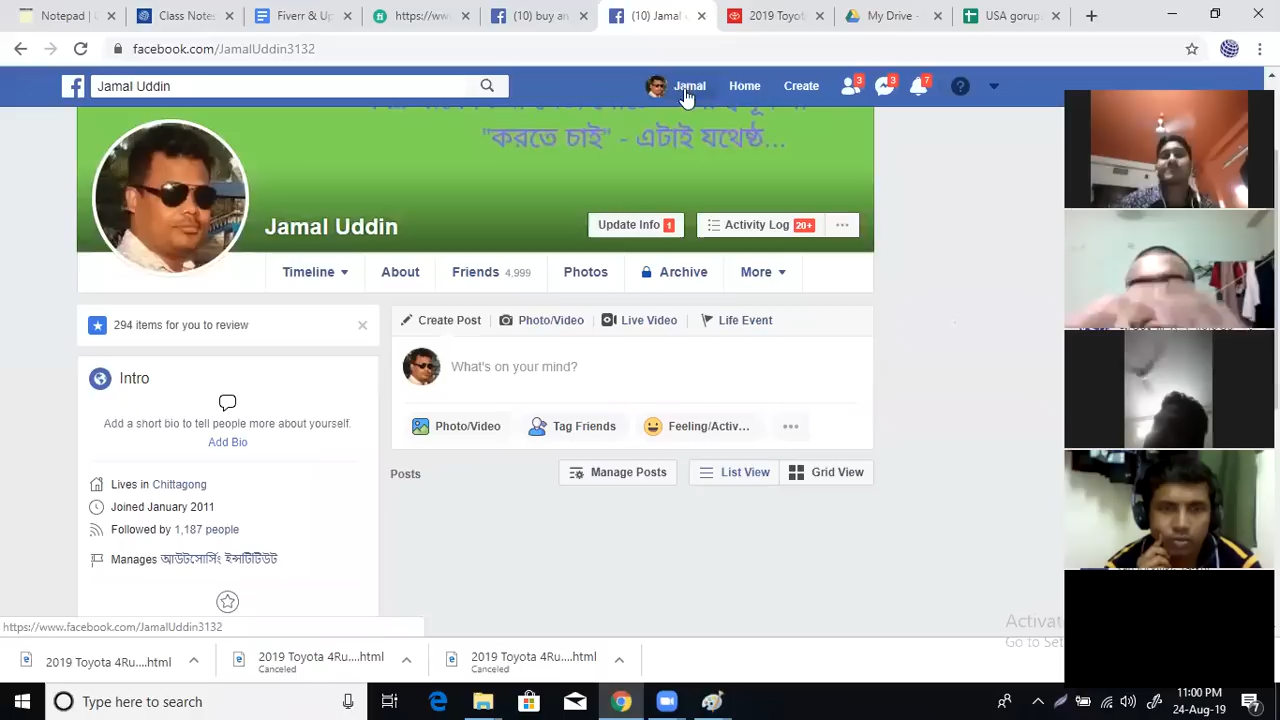 Notepad |
Class Notes
Fiverr & Up
https://ww
(10) buy an
(10) Jamal
2019 Toyot
My Drive -
USA gorup
facebook.com/JamalUddin3132
Jamal Uddin
Jamal
Home
Create
3
3
7
"করতে চাই" - এটাই যথেষ্ঠ...
Jamal Uddin
Update Info 1
Activity Log 20+
Timeline
About
Friends 4,999
Photos
Archive
More
294 items for you to review
Create Post
Photo/Video
Live Video
Life Event
What's on your mind?
Intro
Add a short bio to tell people more about yourself.
Add Bio
Photo/Video
Tag Friends
Feeling/Activ...
Posts
Manage Posts
List View
Grid View
Lives in Chittagong
Joined January 2011
Followed by 1,187 people
Manages আউটসোর্সিং ইন্সটিটিউট
https://www.facebook.com/JamalUddin3132
Activat
Go to Set
2019 Toyota 4Ru....html
2019 Toyota 4Ru....html
Canceled
2019 Toyota 4Ru....html
Canceled
Type here to search
11:00 PM
24-Aug-19
7